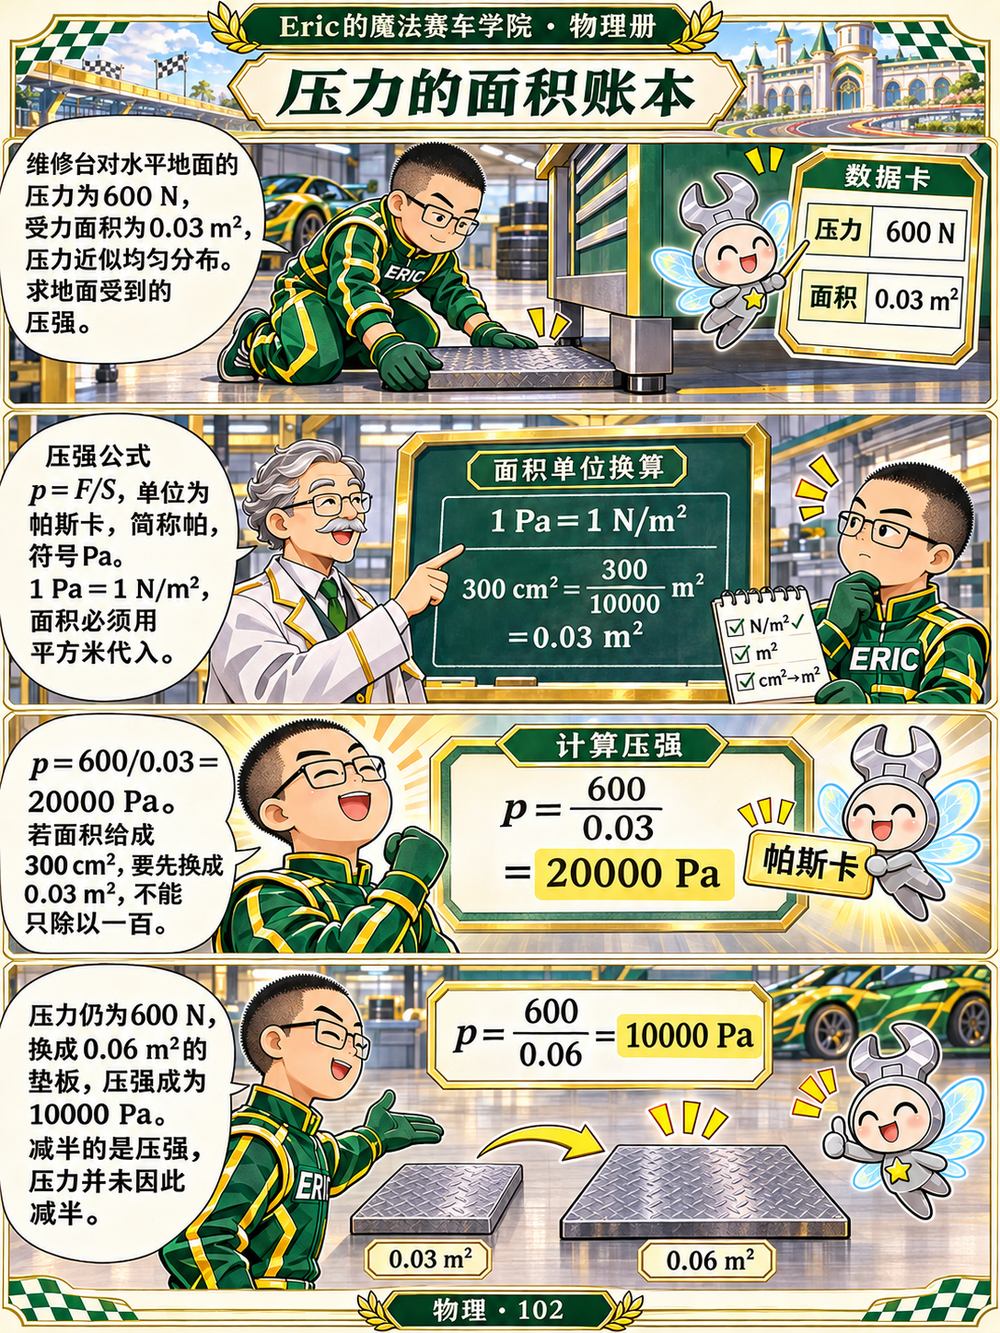 Eric的魔法赛车学院 · 物理册
压力的面积账本
维修台对水平地面的
压力为600 N，
受力面积为0.03 m²，
压力近似均匀分布。
求地面受到的
压强。
ERIC
数据卡
压力 600 N
面积 0.03 m²
压强公式
p=F/S，单位为
帕斯卡，简称帕，
符号Pa。
1 Pa=1 N/m²，
面积必须用
平方米代入。
面积单位换算
1 Pa=1 N/m²
300 cm²=300/10000 m²
=0.03 m²
N/m²✓
m²
cm²→m²
ERIC
p=600/0.03=
20000 Pa。
若面积给成
300 cm²，要先换成
0.03 m²，不能
只除以一百。
计算压强
p=600/0.03
=20000 Pa
帕斯卡
压力仍为600 N，
换成0.06 m²的
垫板，压强成为
10000 Pa。
减半的是压强，
压力并未因此
减半。
p=600/0.06=10000 Pa
ERI
0.03 m²
0.06 m²
物理 · 102